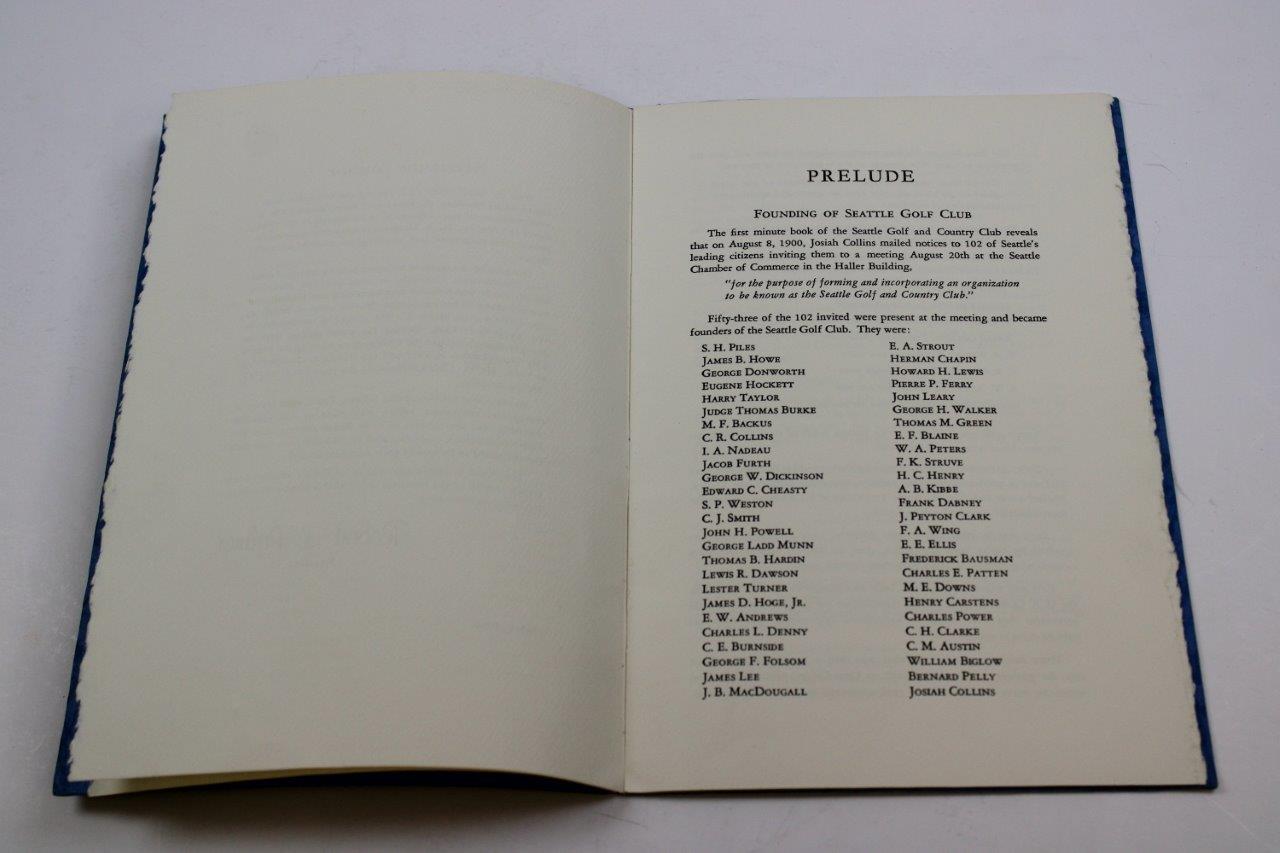 PRELUDE
FOUNDING OF SEATTLE GOLF CLUB
The first minute book of the Seattle Golf and Country Club reveals
that on August 8, 1900, Josiah Collins mailed notices to 102 of Seattle's
leading citizens inviting them to a meeting August 20th at the Seattle
Chamber of Commerce in the Haller Building,
"for the purpose of forming and incorporating an organization
to be known as the Seattle Golf and Country Club."
Fifty-three of the 102 invited were present at the meeting and became
founders of the Seattle Golf Club. They were:
S. H. PILES
JAMES B. HOWE
GEORGE DONWORTH
EUGENE HOCKETT
HARRY TAYLOR
JUDGE THOMAS BURKE
M. F. BACKUS
C. R. COLLINS
I. A. NADEAU
JACOB FURTH
GEORGE W. DICKINSON
EDWARD C. CHEASTY
S. P. WESTON
C. J. SMITH
JOHN H. POWELL
GEORGE LADD MUNN
THOMAS B. HARDIN
LEWIS R. DAWSON
LESTER TURNER
JAMES D. HOGE, JR.
E. W. ANDREWS
CHARLES L. DENNY
C. E. BURNSIDE
GEORGE F. FOLSOM
JAMES LEE
J. B. MACDOUGALL
E. A. STROUT
HERMAN CHAPIN
HOWARD H. LEWIS
PIERRE P. FERRY
JOHN LEARY
GEORGE H. WALKER
THOMAS M. GREEN
E. F. BLAINE
W. A. PETERS
F. K. STRUVE
H. C. HENRY
A. B. KIBBE
FRANK DABNEY
J. PEYTON CLARK
F. A. WING
E. E. ELLIS
FREDERICK BAUSMAN
CHARLES E. PATTEN
M. E. DOWNS
HENRY CARSTENS
CHARLES POWER
C. H. CLARKE
C. M. AUSTIN
WILLIAM BIGLOW
BERNARD PELLY
JOSIAH COLLINS